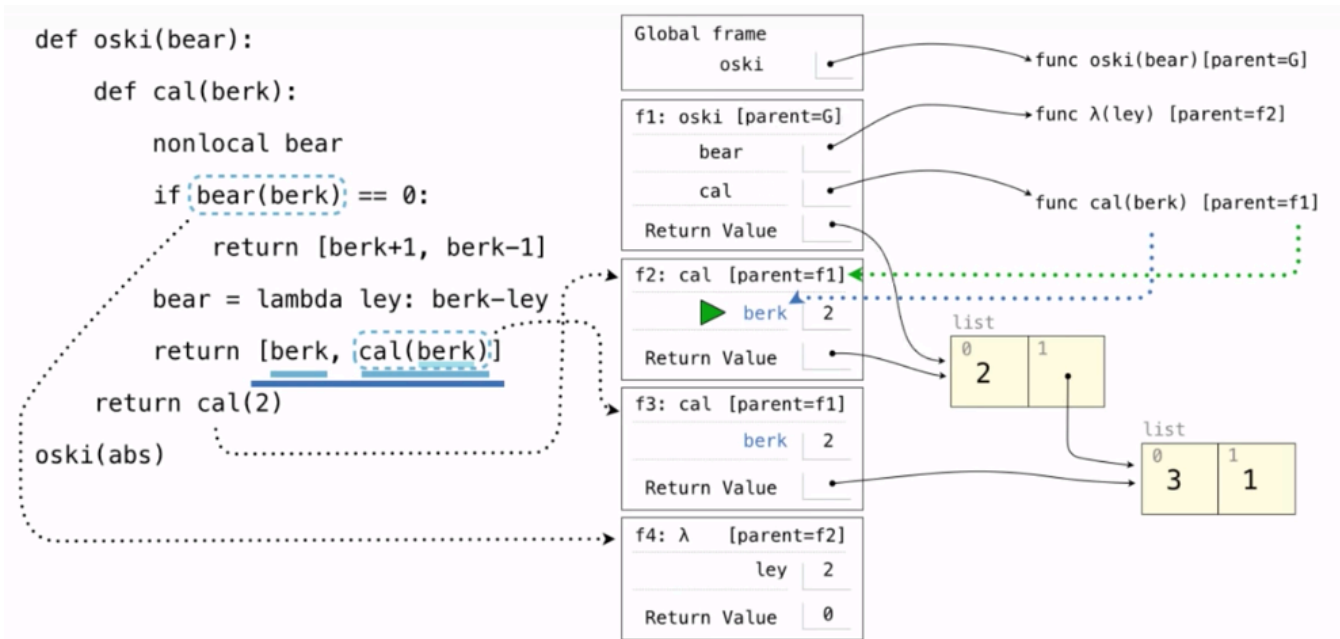 def oski(bear):
def cal(berk):
nonlocal bear
if bear(berk) == 0:
return [berk+1, berk-1]
bear = lambda ley: berk-ley
return [berk, cal(berk)]
return cal(2)
oski(abs)
Global frame
oski
f1: oski [parent=G]
bear
cal
Return Value
f2: cal [parent=f1]
berk 2
Return Value
f3: cal [parent=f1]
berk 2
Return Value
f4: λ [parent=f2]
ley 2
Return Value 0
func oski(bear)[parent=G]
func λ(ley) [parent=f2]
func cal(berk) [parent=f1]
list
0 1
2
list
0 1
3 1